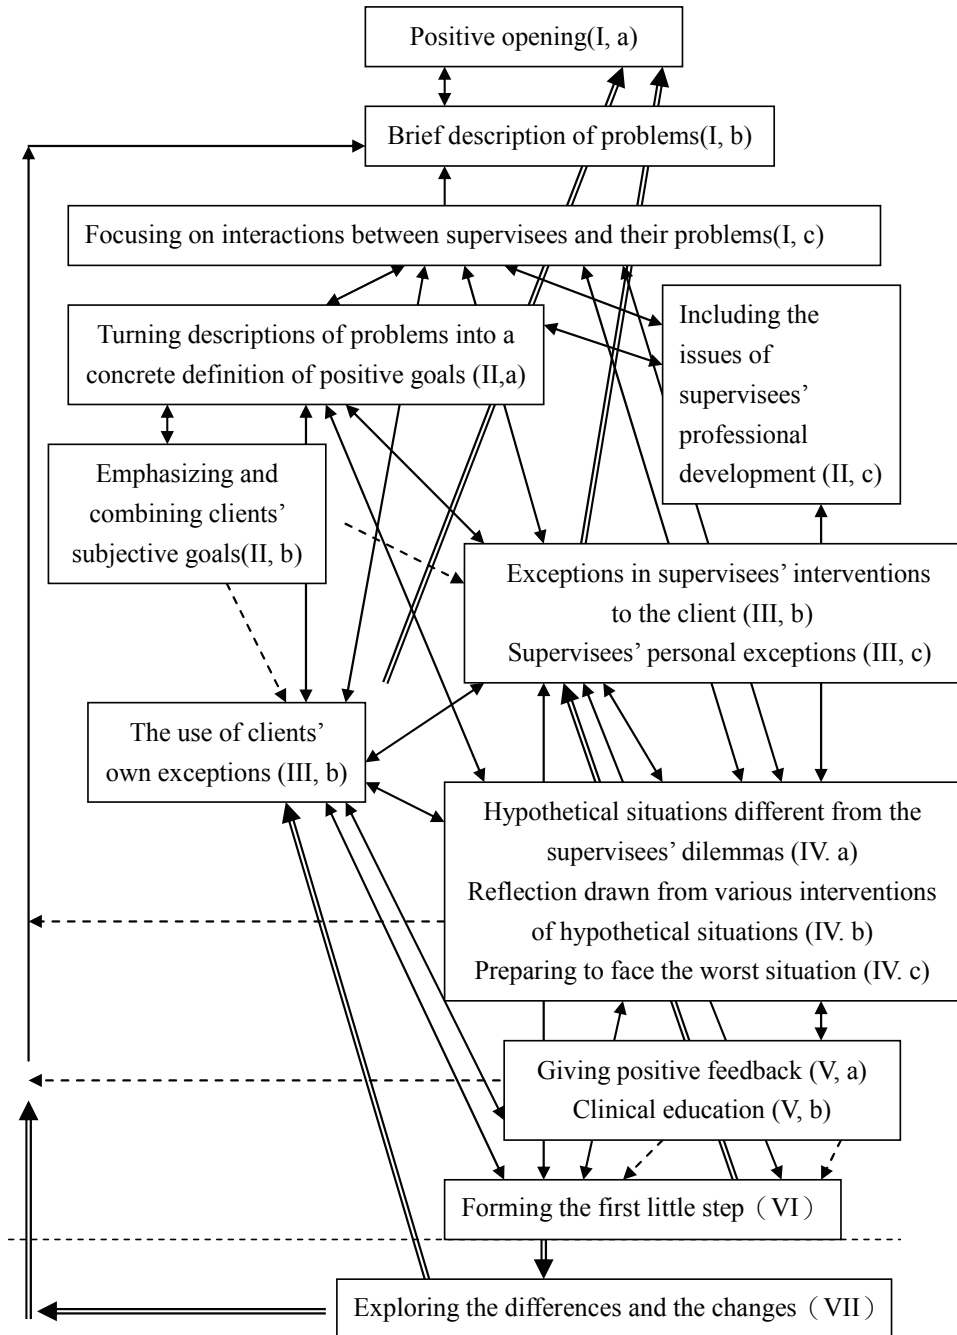 Positive opening(I, a)
Brief description of problems(I, b)
Focusing on interactions between supervisees and their problems(I, c)
Turning descriptions of problems into a
concrete definition of positive goals (II,a)
Including the
issues of
supervisees’
professional
development (II, c)
Emphasizing and
combining clients’
subjective goals(II, b)
Exceptions in supervisees’ interventions
to the client (III, b)
Supervisees’ personal exceptions (III, c)
The use of clients’
own exceptions (III, b)
Hypothetical situations different from the
supervisees’ dilemmas (IV. a)
Reflection drawn from various interventions
of hypothetical situations (IV. b)
Preparing to face the worst situation (IV. c)
Giving positive feedback (V, a)
Clinical education (V, b)
Forming the first little step（VI）
Exploring the differences and the changes（VII）